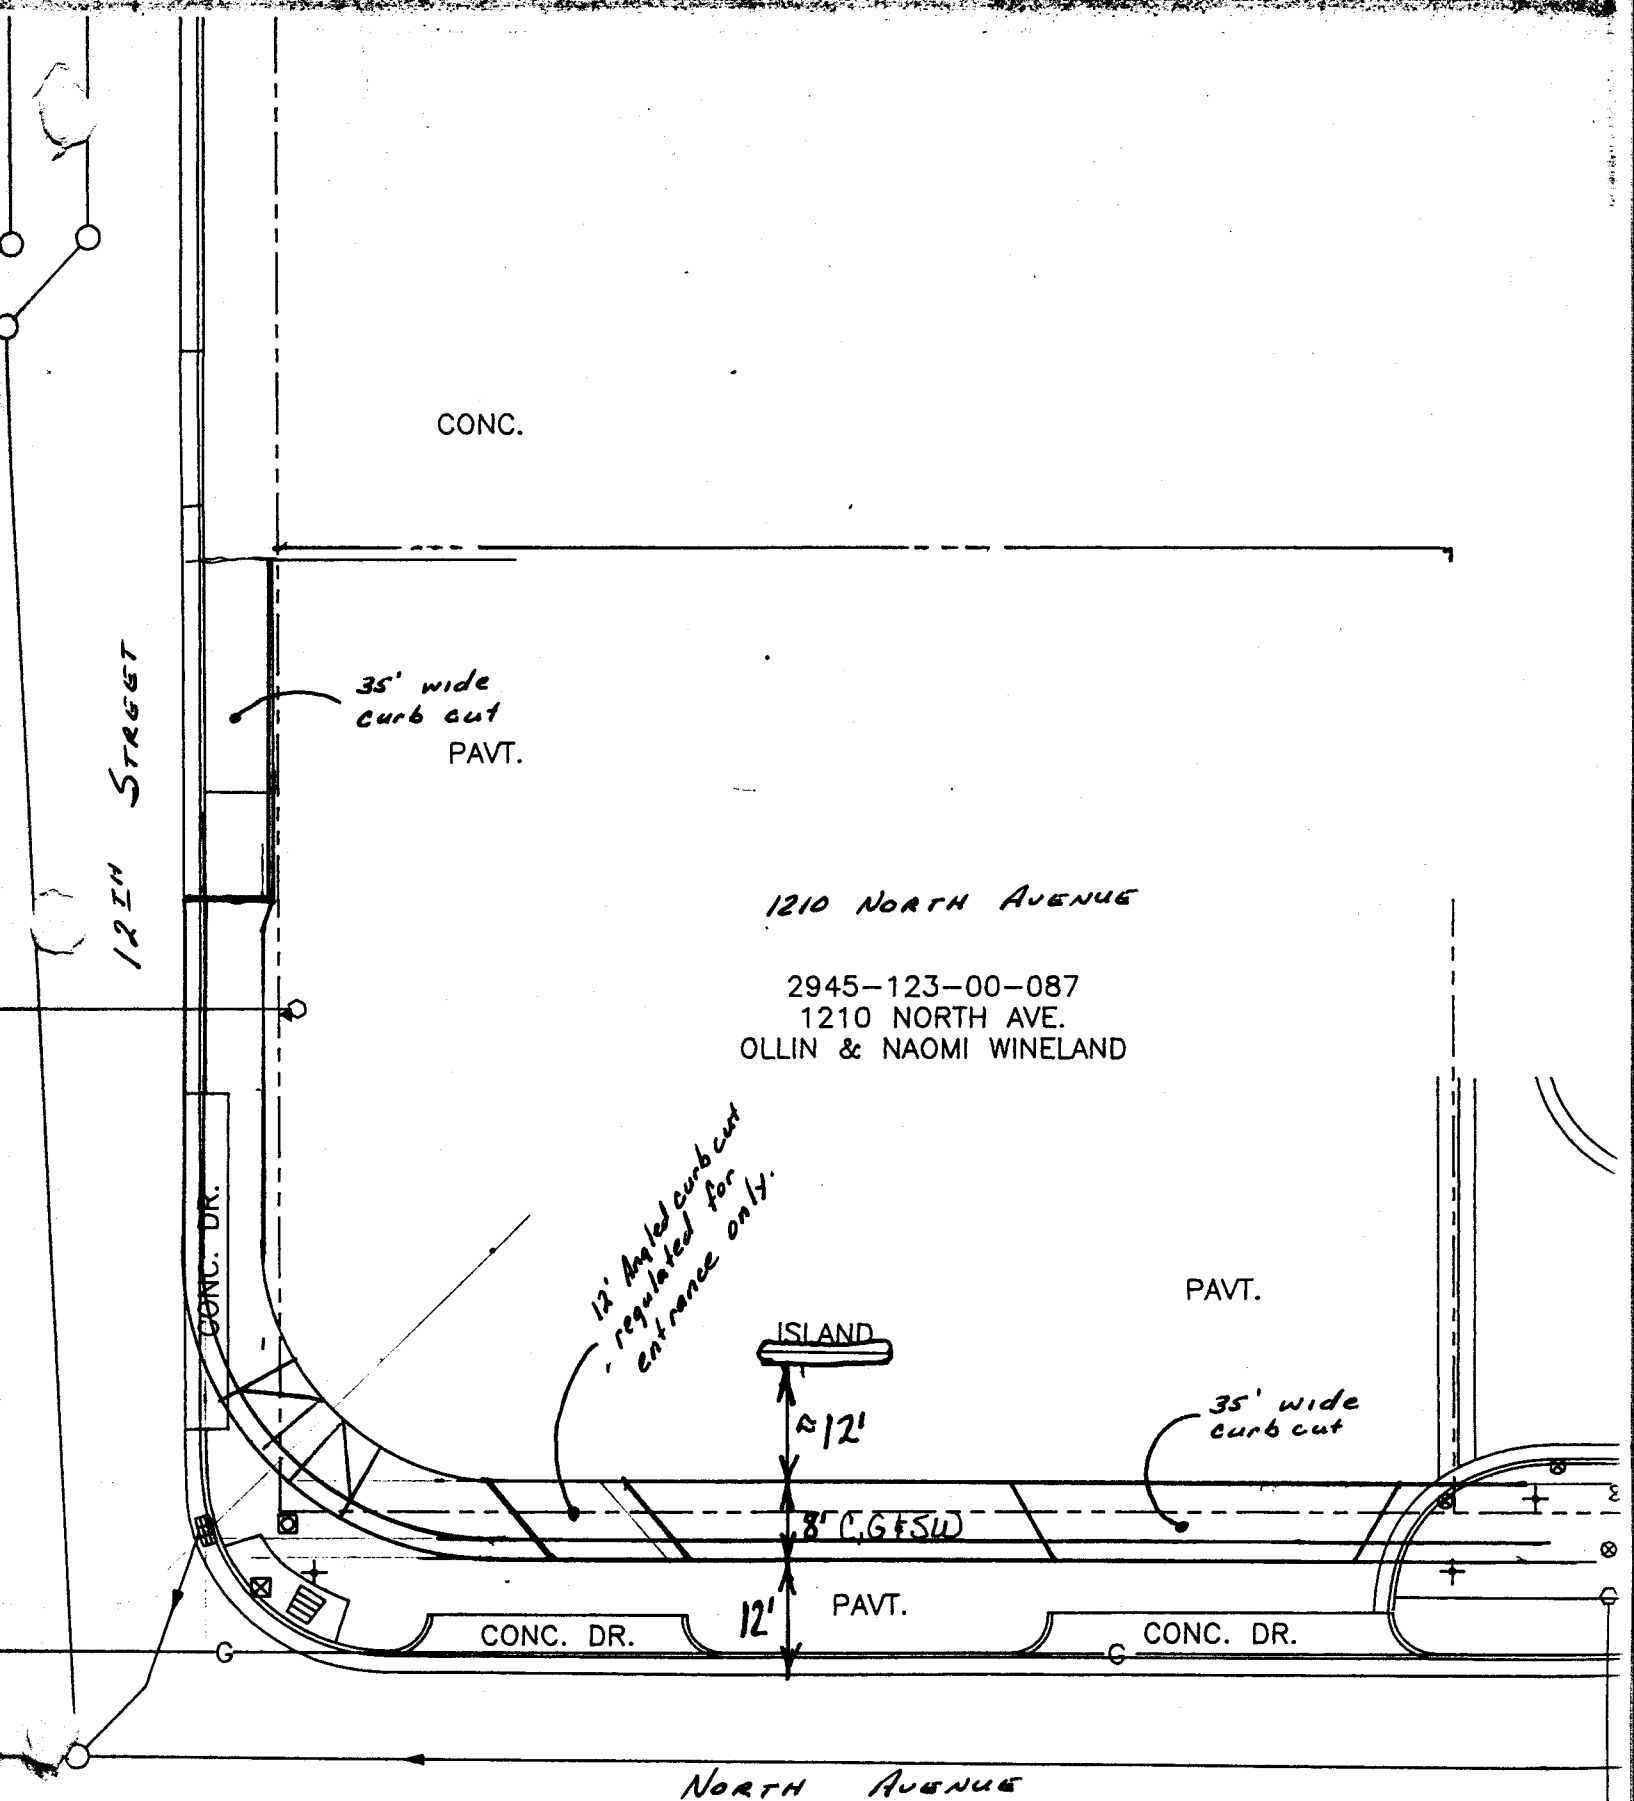 CONC.
12TH STREET
35' wide
curb cut
PAVT.
1210 NORTH AVENUE
2945-123-00-087
1210 NORTH AVE.
OLLIN & NAOMI WINELAND
CONC. DR.
12' Angled curb cut
regulated for
entrance only.
PAVT.
ISLAND
≈12'
35' wide
curb cut
8' C,G & SW
12'
PAVT.
CONC. DR.
CONC. DR.
G
G
NORTH AVENUE